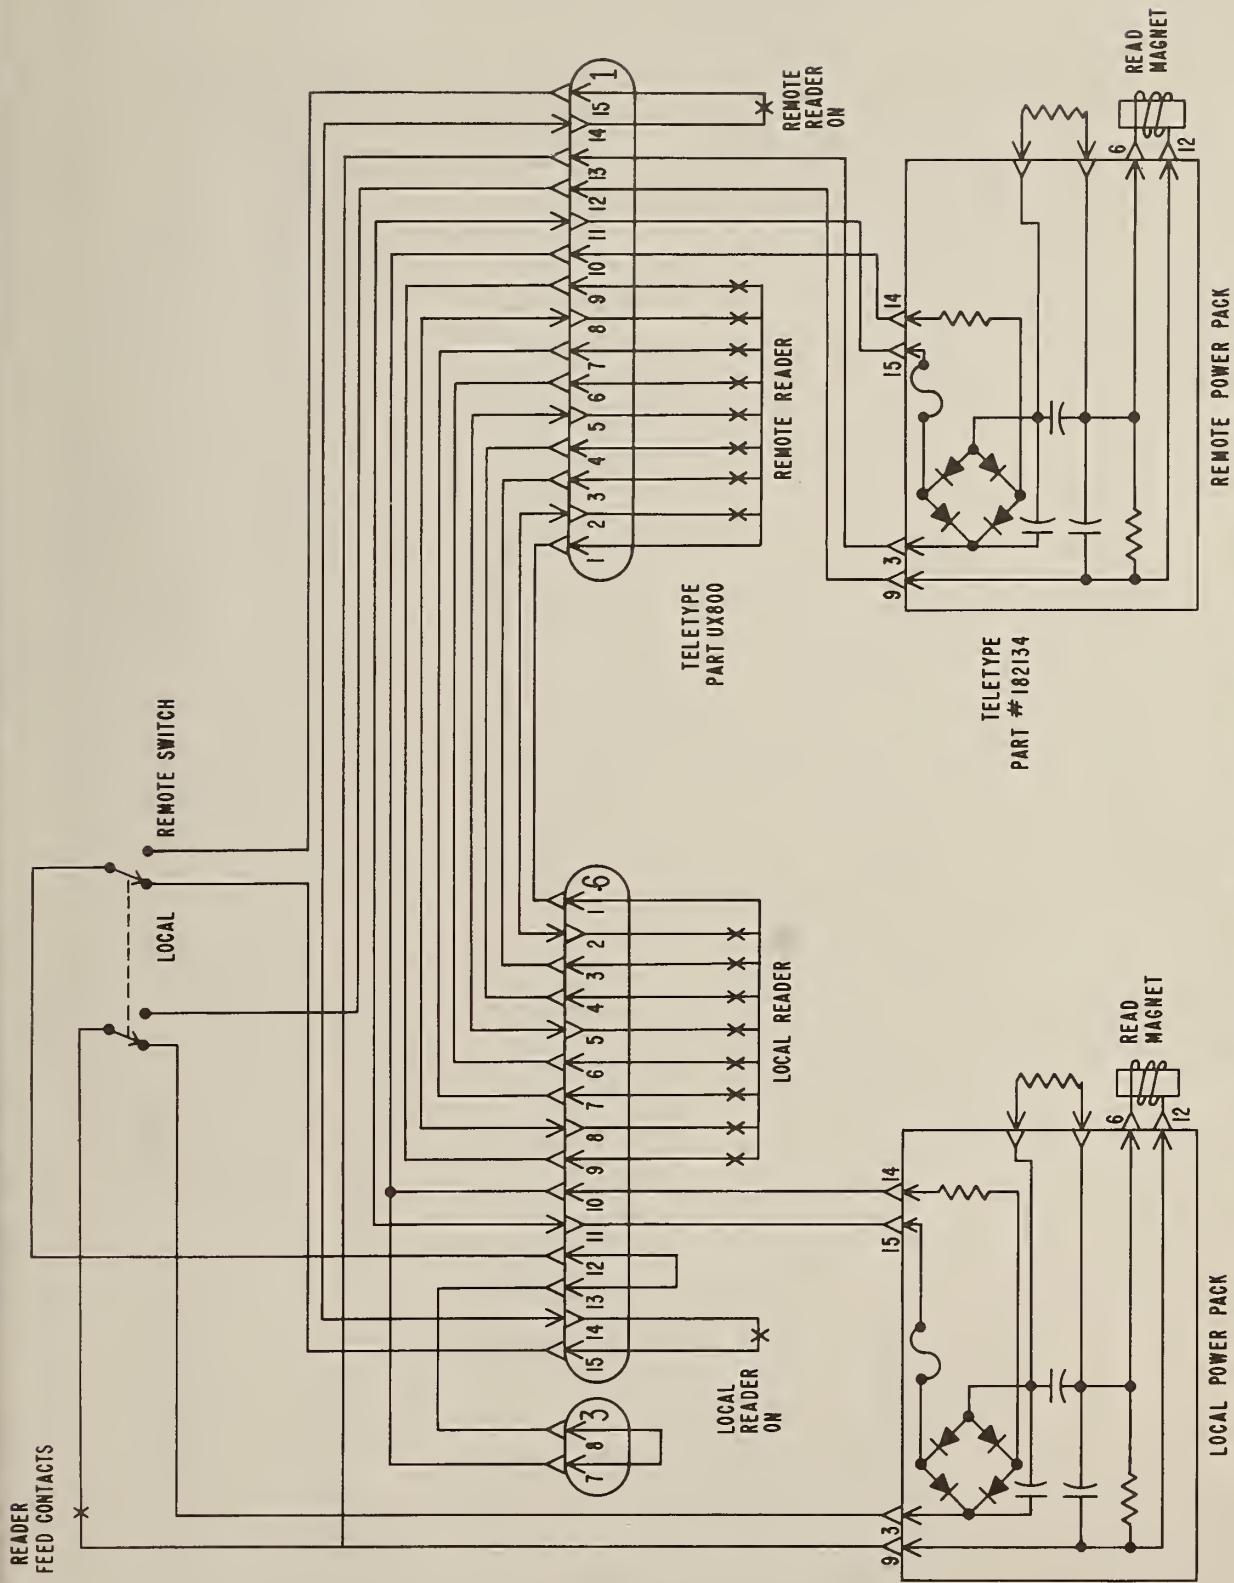 READER
FEED CONTACTS
LOCAL
REMOTE SWITCH
3
7
8
6
15
14
13
12
11
10
9
8
7
6
5
4
3
2
1
1
1
2
3
4
5
6
7
8
9
10
11
12
13
14
15
LOCAL
READER
ON
LOCAL READER
TELETYPE
PART UX800
REMOTE READER
REMOTE
READER
ON
9
3
15
14
6
12
READ
MAGNET
LOCAL POWER PACK
TELETYPE
PART # 182134
9
3
15
14
6
12
READ
MAGNET
REMOTE POWER PACK